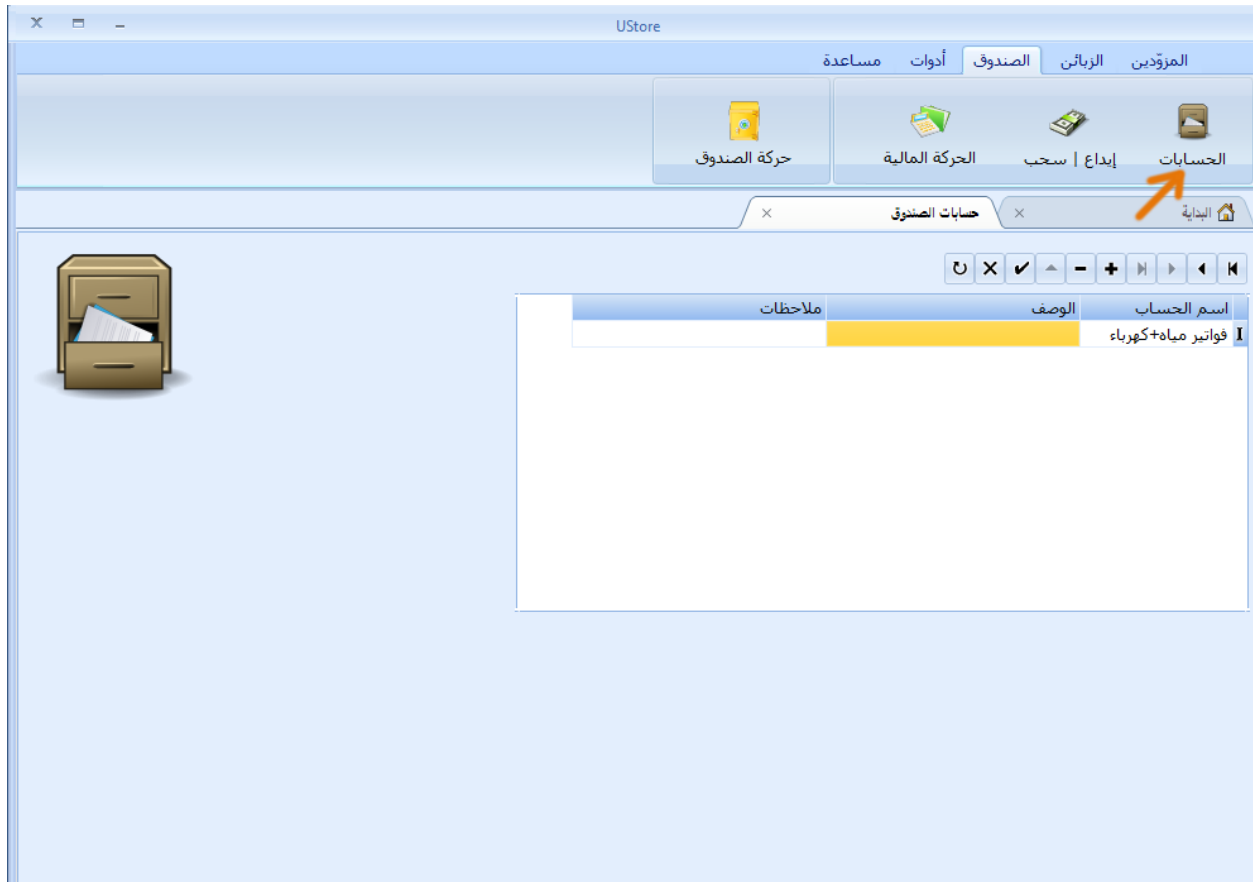 UStore
المزوّدين الزبائن الصندوق أدوات مساعدة
الحسابات إيداع | سحب الحركة المالية حركة الصندوق
البداية حسابات الصندوق
اسم الحساب الوصف ملاحظات
فواتير مياه+كهرباء